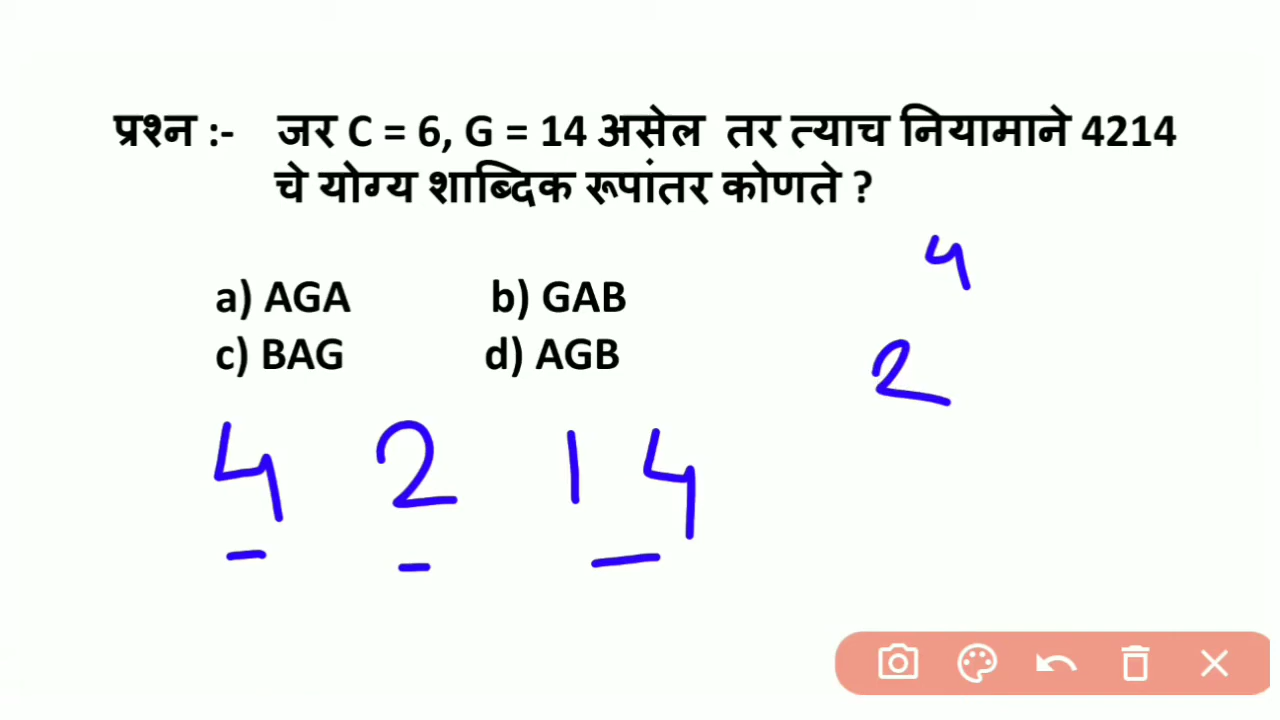 प्रश्न :- जर C = 6, G = 14 असेल तर त्याच नियामाने 4214
चे योग्य शाब्दिक रूपांतर कोणते ?
4
a) AGA b) GAB
2
c) BAG d) AGB
4 2 14